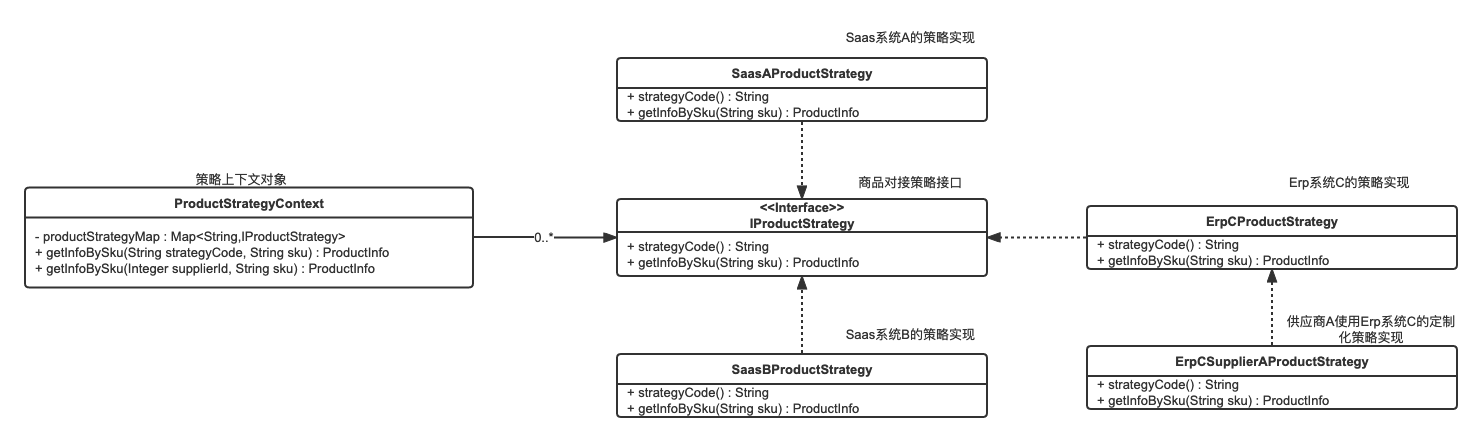 Saas系统A的策略实现
SaasAProductStrategy
+ strategyCode() : String
+ getInfoBySku(String sku) : ProductInfo
策略上下文对象
ProductStrategyContext
- productStrategyMap : Map<String,IProductStrategy>
+ getInfoBySku(String strategyCode, String sku) : ProductInfo
+ getInfoBySku(Integer supplierId, String sku) : ProductInfo
0..*
商品对接策略接口
<<Interface>>
IProductStrategy
+ strategyCode() : String
+ getInfoBySku(String sku) : ProductInfo
Erp系统C的策略实现
ErpCProductStrategy
+ strategyCode() : String
+ getInfoBySku(String sku) : ProductInfo
Saas系统B的策略实现
SaasBProductStrategy
+ strategyCode() : String
+ getInfoBySku(String sku) : ProductInfo
供应商A使用Erp系统C的定制
化策略实现
ErpCSupplierAProductStrategy
+ strategyCode() : String
+ getInfoBySku(String sku) : ProductInfo